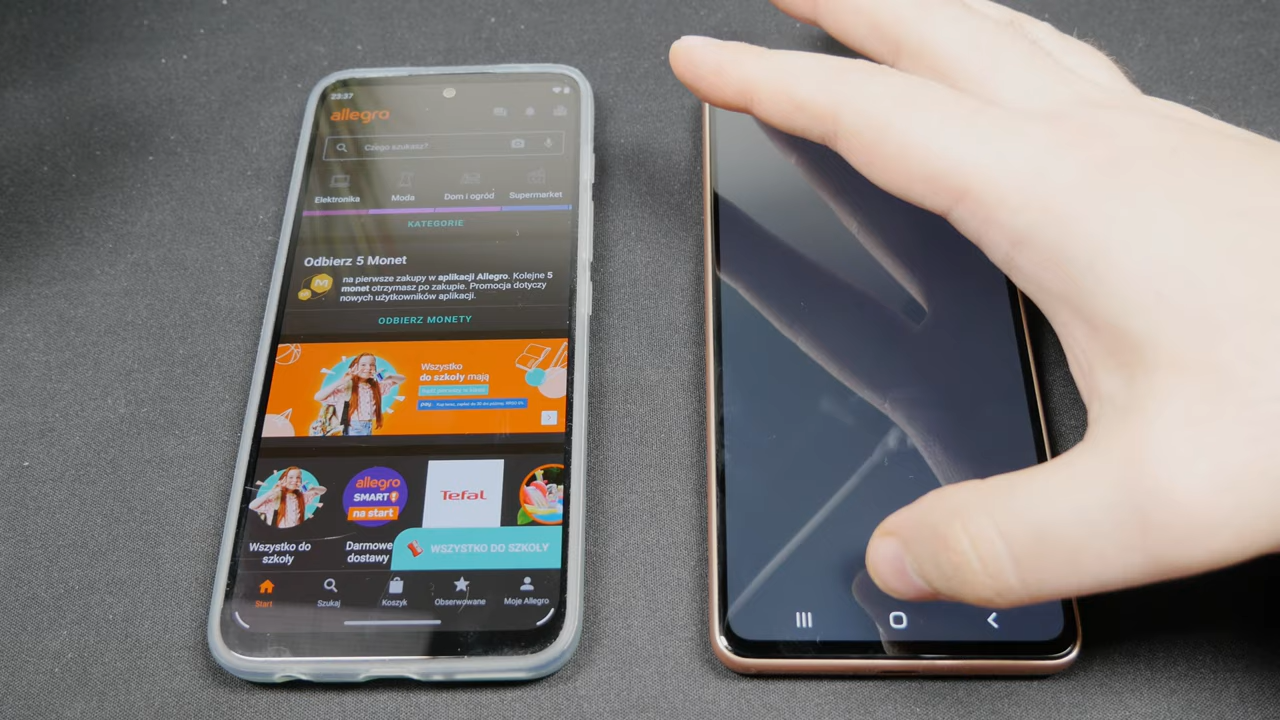 23:37
allegro
Czego szukasz?
Elektronika
Moda
Dom i ogród
Supermarket
KATEGORIE
Odbierz 5 Monet
na pierwsze zakupy w aplikacji Allegro. Kolejne 5
monet otrzymasz po zakupie. Promocja dotyczy
nowych użytkowników aplikacji.
ODBIERZ MONETY
Wszystko
do szkoły mają
allegro
SMART!
na start
Tefal
Wszystko do
szkoły
Darmowe
dostawy
WSZYSTKO DO SZKOŁY
Start
Szukaj
Koszyk
Obserwowane
Moje Allegro